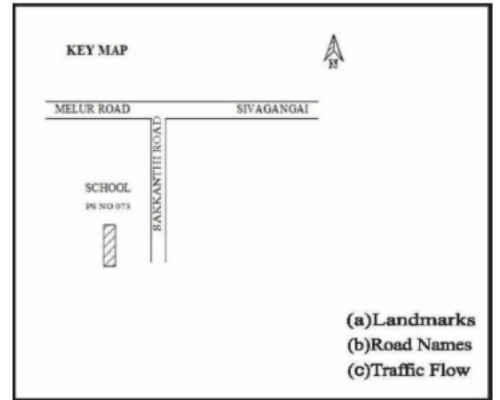 KEY MAP
N
MELUR ROAD SIVAGANGAI
SAKKANTHI ROAD
SCHOOL
PS NO 073
(a)Landmarks
(b)Road Names
(c)Traffic Flow